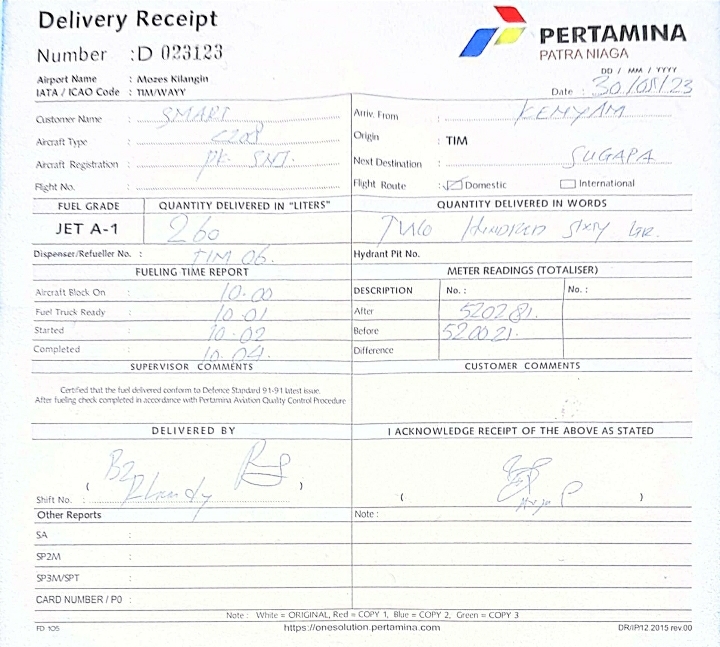 Delivery Receipt
PERTAMINA
PATRA NIAGA
Number : D 023123
Airport Name : Mozes Kilangin
IATA / ICAO Code : TIM/WAYY
DD / MM / YYYY
Date : 30/05/23
Customer Name : SMART
Arriv. From : KENYAM
Aircraft Type : C208
Origin : TIM
Aircraft Registration : PK-SNI
Next Destination : SUGAPA
Flight No. :
Flight Route : Domestic International
FUEL GRADE QUANTITY DELIVERED IN "LITERS" QUANTITY DELIVERED IN WORDS
JET A-1 260 TWO HUNDRED SIXTY LTR.
Dispenser/Refueller No. : TIM 06. Hydrant Pit No.
FUELING TIME REPORT METER READINGS (TOTALISER)
Aircraft Block On : 10-00
DESCRIPTION No. : No. :
Fuel Truck Ready : 10-01
After 520281.
Started : 10-02
Before 520021.
Completed : 10-04.
Difference
SUPERVISOR COMMENTS CUSTOMER COMMENTS
Certified that the fuel delivered conform to Defence Standard 91-91 latest issue.
After fueling check completed in accordance with Pertamina Aviation Quality Control Procedure
DELIVERED BY I ACKNOWLEDGE RECEIPT OF THE ABOVE AS STATED
( )
Shift No. :
( )
Other Reports Note :
SA :
SP2M :
SP3M/SPT :
CARD NUMBER / PO :
Note : White = ORIGINAL, Red = COPY 1, Blue = COPY 2, Green = COPY 3
FD 105 https://onesolution.pertamina.com DR/IP/12.2015 rev.00